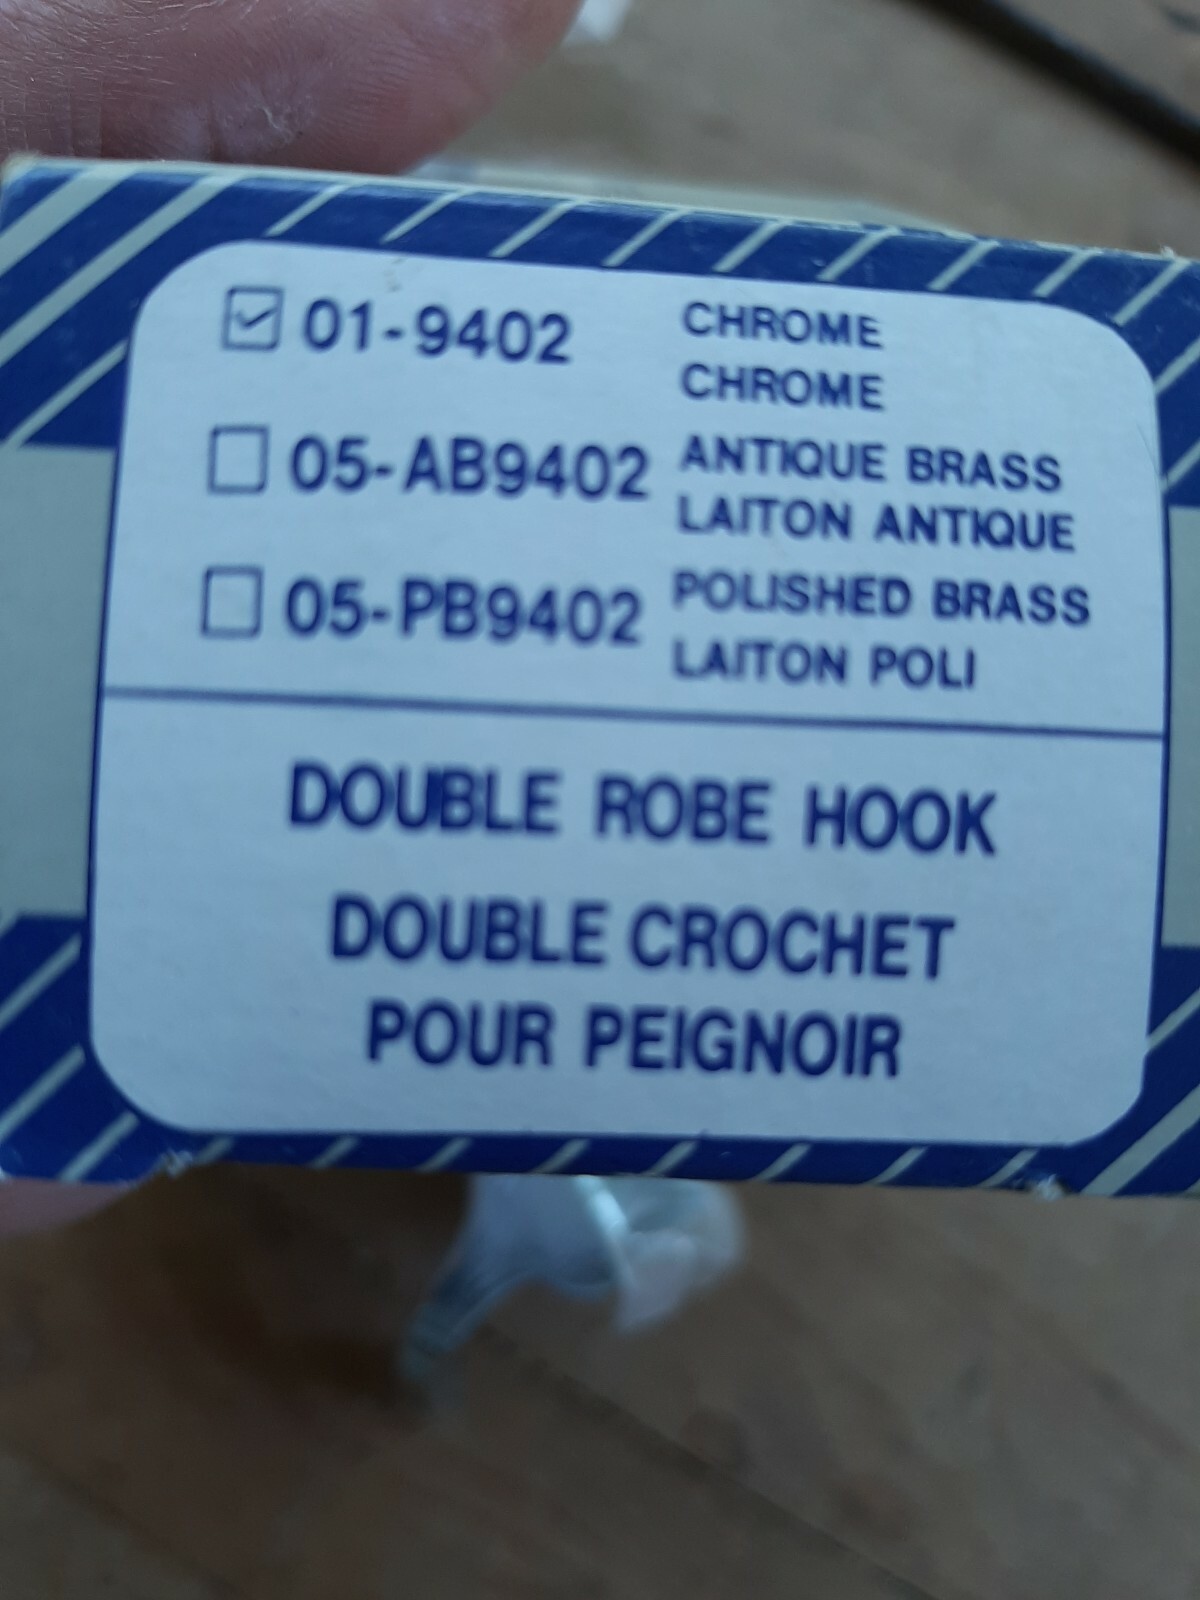 01-9402 CHROME
CHROME
05-AB9402 ANTIQUE BRASS
LAITON ANTIQUE
05-PB9402 POLISHED BRASS
LAITON POLI
DOUBLE ROBE HOOK
DOUBLE CROCHET
POUR PEIGNOIR